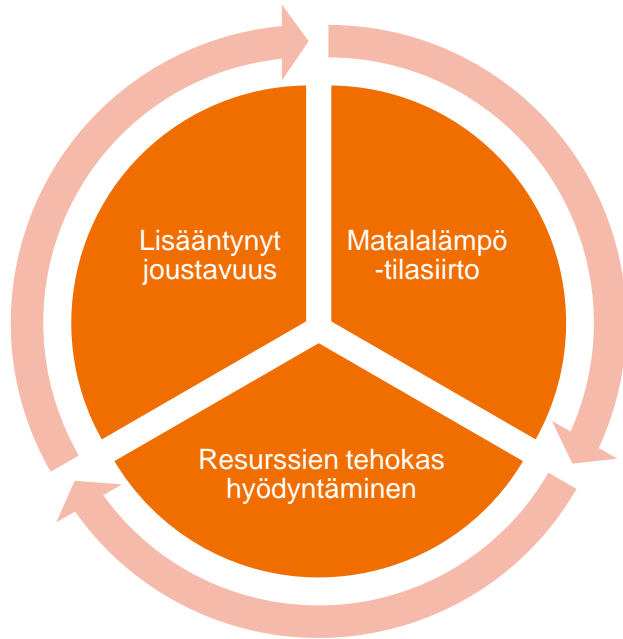 Lisääntynyt
joustavuus
Matalalämpö
-tilasiirto
Resurssien tehokas
hyödyntäminen